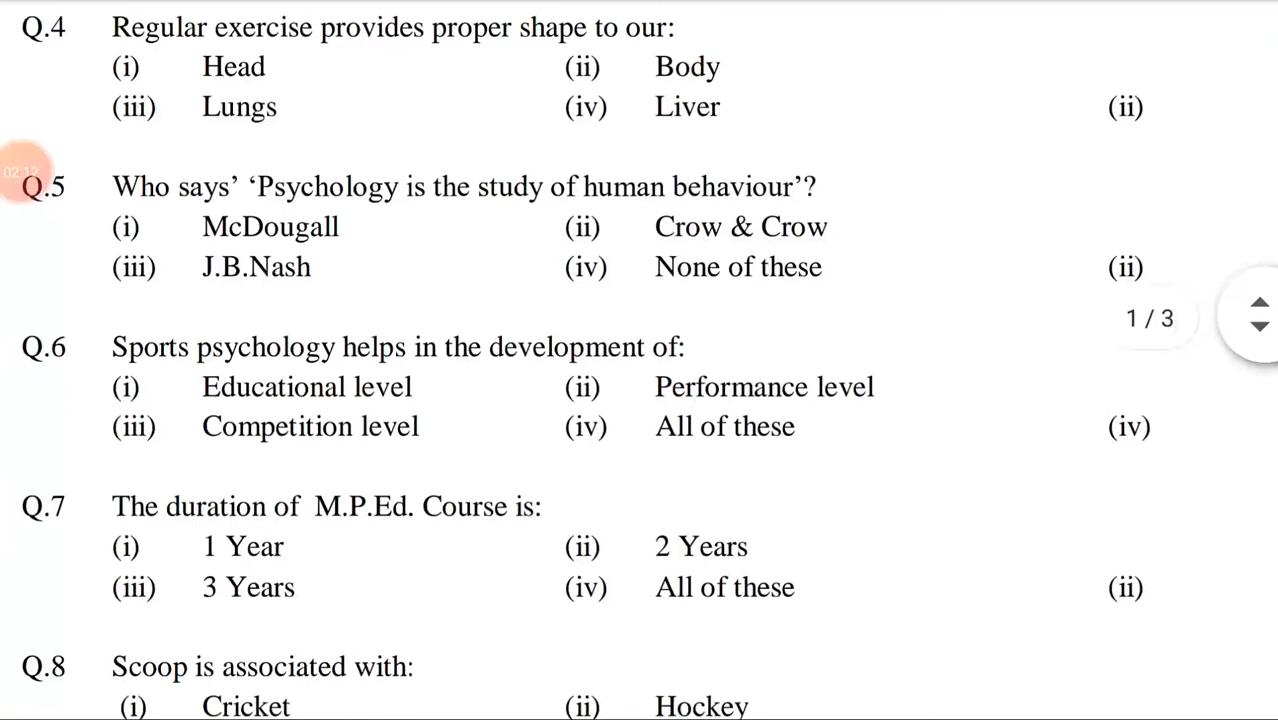 Q.4 Regular exercise provides proper shape to our:
(i) Head (ii) Body
(iii) Lungs (iv) Liver (ii)
02:12
Q.5 Who says’ ‘Psychology is the study of human behaviour’?
(i) McDougall (ii) Crow & Crow
(iii) J.B.Nash (iv) None of these (ii)
1 / 3
Q.6 Sports psychology helps in the development of:
(i) Educational level (ii) Performance level
(iii) Competition level (iv) All of these (iv)
Q.7 The duration of M.P.Ed. Course is:
(i) 1 Year (ii) 2 Years
(iii) 3 Years (iv) All of these (ii)
Q.8 Scoop is associated with:
(i) Cricket (ii) Hockey